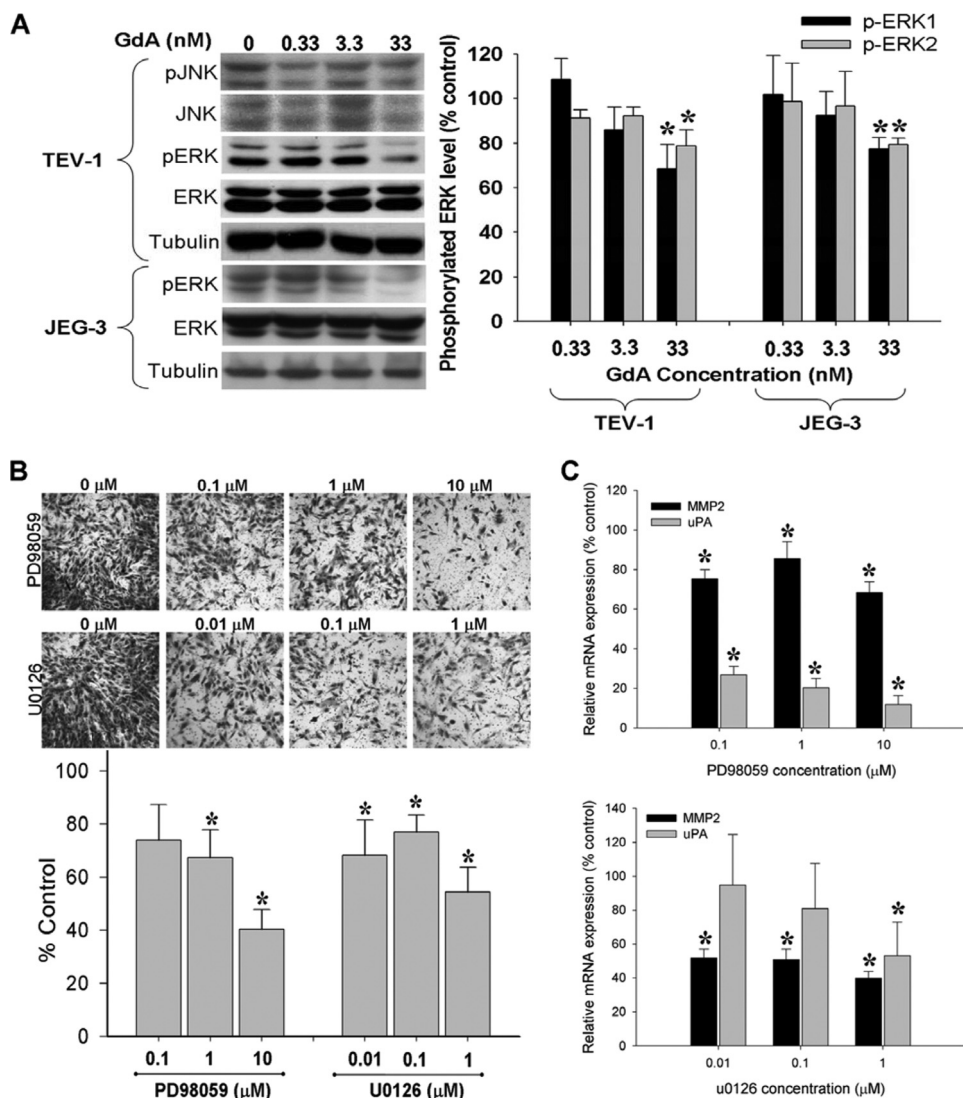 A
GdA (nM) 0 0.33 3.3 33
TEV-1
pJNK
JNK
pERK
ERK
Tubulin
JEG-3
pERK
ERK
Tubulin
p-ERK1
p-ERK2
Phosphorylated ERK level (% control)
120
100
80
60
40
20
0
* * * *
0.33 3.3 33 0.33 3.3 33
GdA Concentration (nM)
TEV-1 JEG-3
B
0 µM 0.1 µM 1 µM 10 µM
PD98059
0 µM 0.01 µM 0.1 µM 1 µM
U0126
% Control
100
80
60
40
20
0
* * * * *
0.1 1 10 0.01 0.1 1
PD98059 (µM) U0126 (µM)
C
MMP2
uPA
Relative mRNA expression (% control)
120
100
80
60
40
20
0
* * * * * *
0.1 1 10
PD98059 concentration (µM)
MMP2
uPA
Relative mRNA expression (% control)
140
120
100
80
60
40
20
0
* * * *
0.01 0.1 1
u0126 concentration (µM)